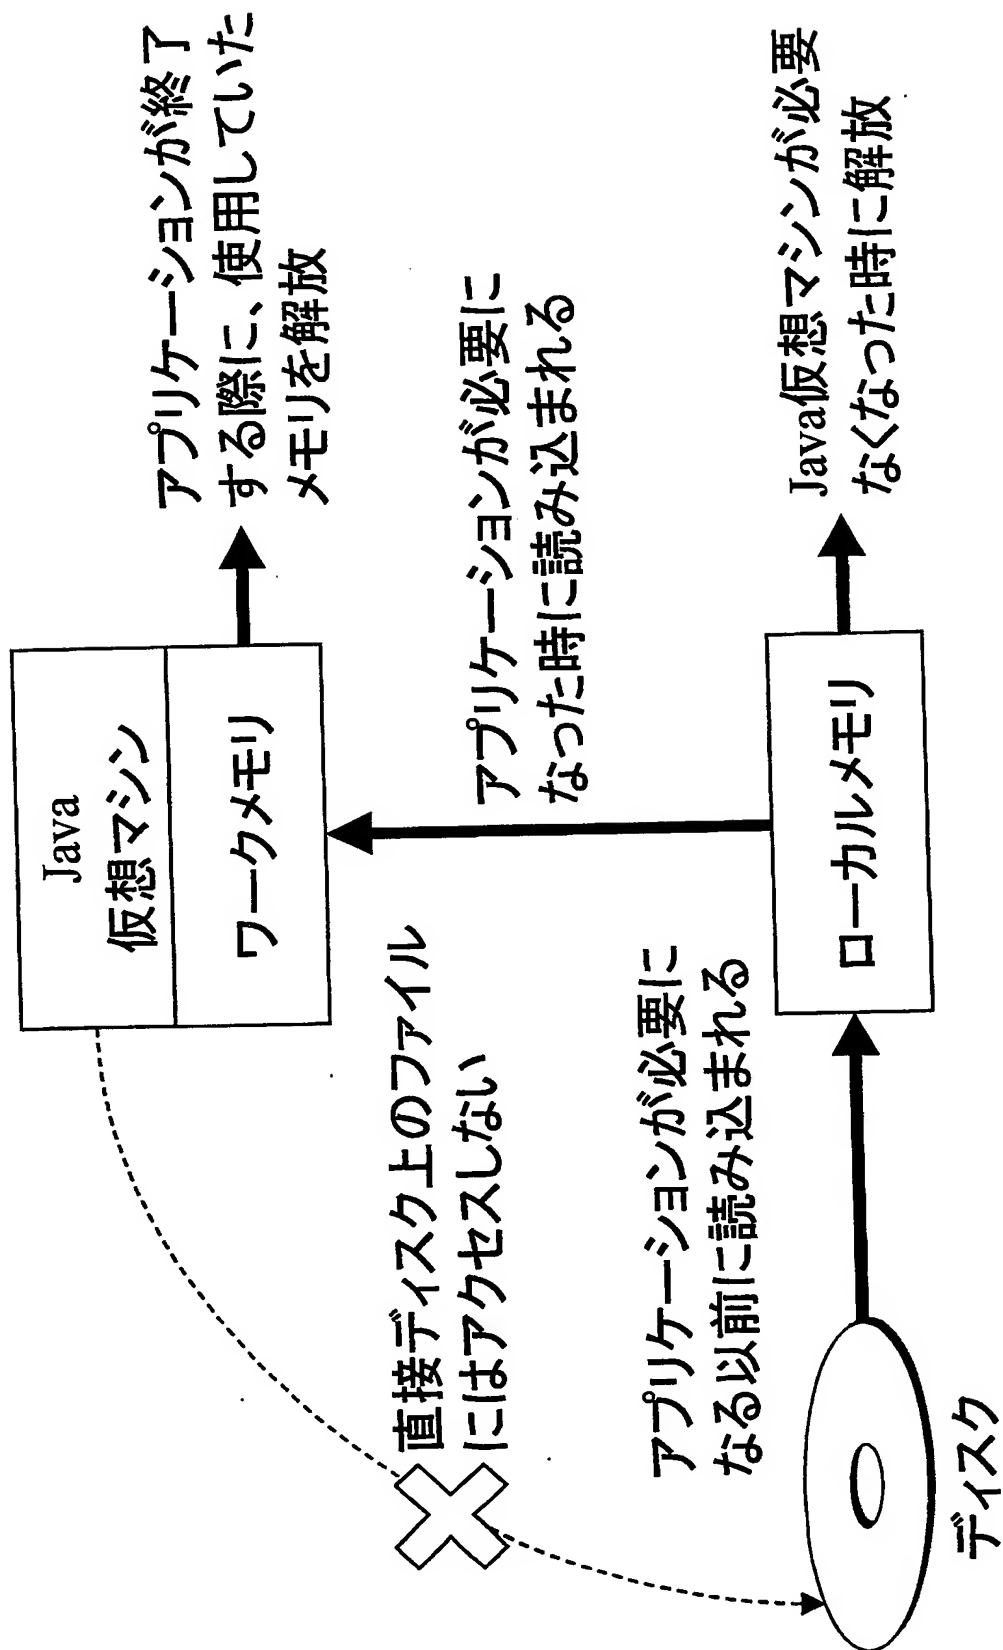 Java
仮想マシン
ワークメモリ
アプリケーションが終了
する際に、使用していた
メモリを解放
直接ディスク上のファイル
にはアクセスしない
アプリケーションが必要に
なった時に読み込まれる
アプリケーションが必要に
なる以前に読み込まれる
ディスク
ローカルメモリ
Java仮想マシンが必要
なくなった時に解放